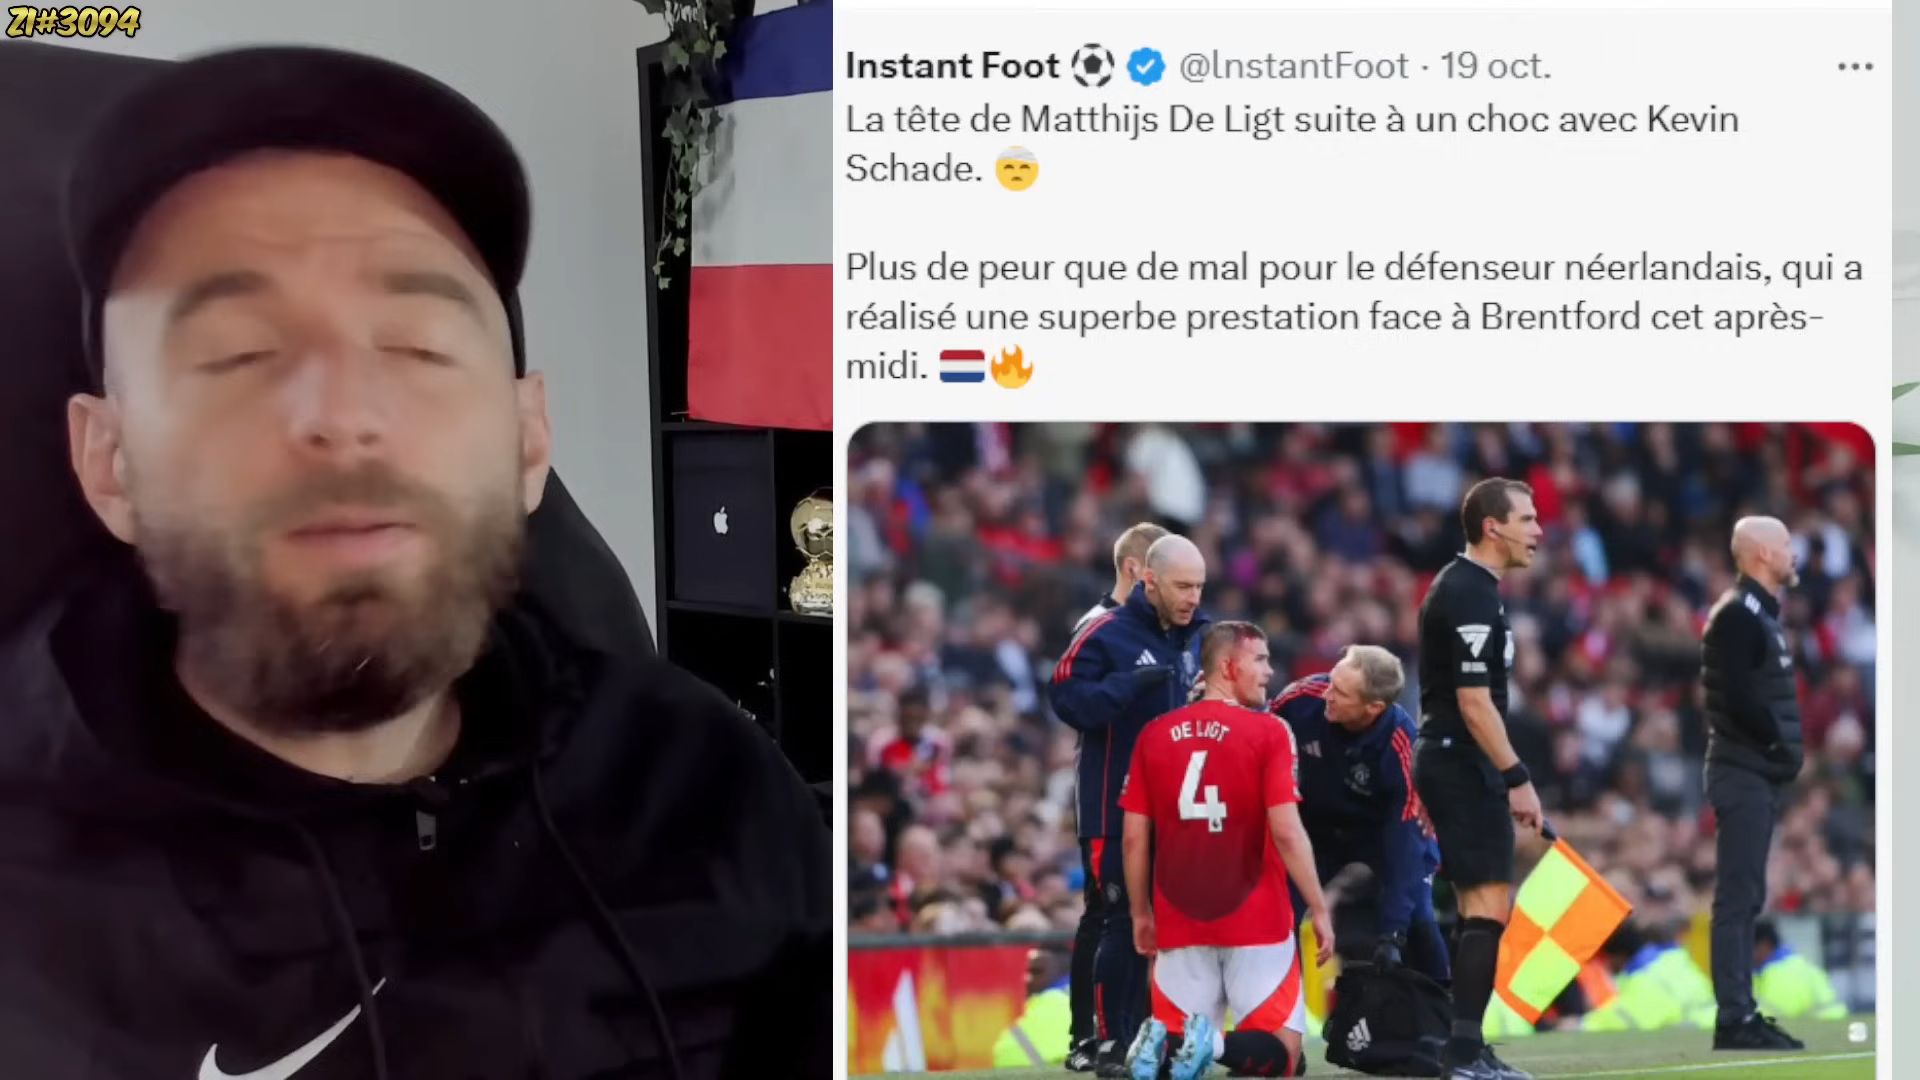 ZI#3094
Instant Foot ⚽ @lnstantFoot · 19 oct.
La tête de Matthijs De Ligt suite à un choc avec Kevin
Schade. 🤕
Plus de peur que de mal pour le défenseur néerlandais, qui a
réalisé une superbe prestation face à Brentford cet après-
midi. 🇳🇱🔥
DE LIGT
4